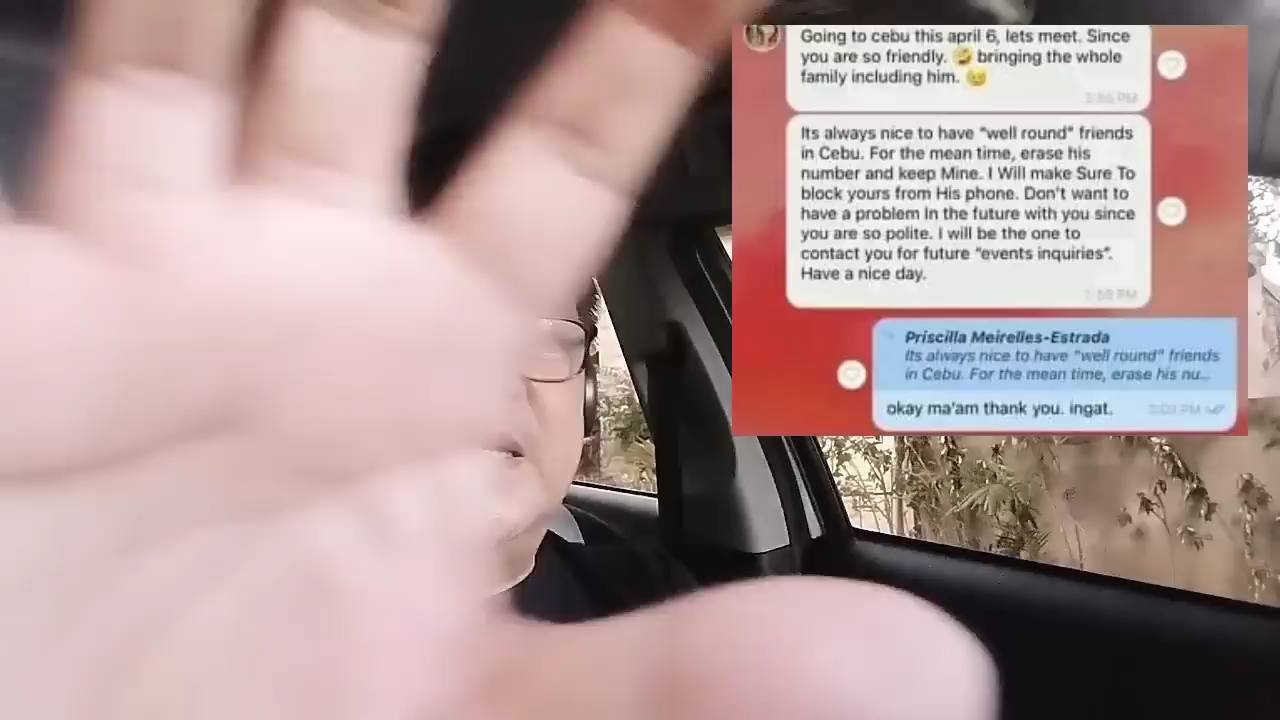 Going to cebu this april 6, lets meet. Since
you are so friendly. 🤣 bringing the whole
family including him.
Its always nice to have "well round" friends
in Cebu. For the mean time, erase his
number and keep Mine. I Will make Sure To
block yours from His phone. Don't want to
have a problem In the future with you since
you are so polite. I will be the one to
contact you for future "events inquiries".
Have a nice day.
Priscilla Meirelles-Estrada
Its always nice to have "well round" friends
in Cebu. For the mean time, erase his nu...
okay ma'am thank you. ingat.